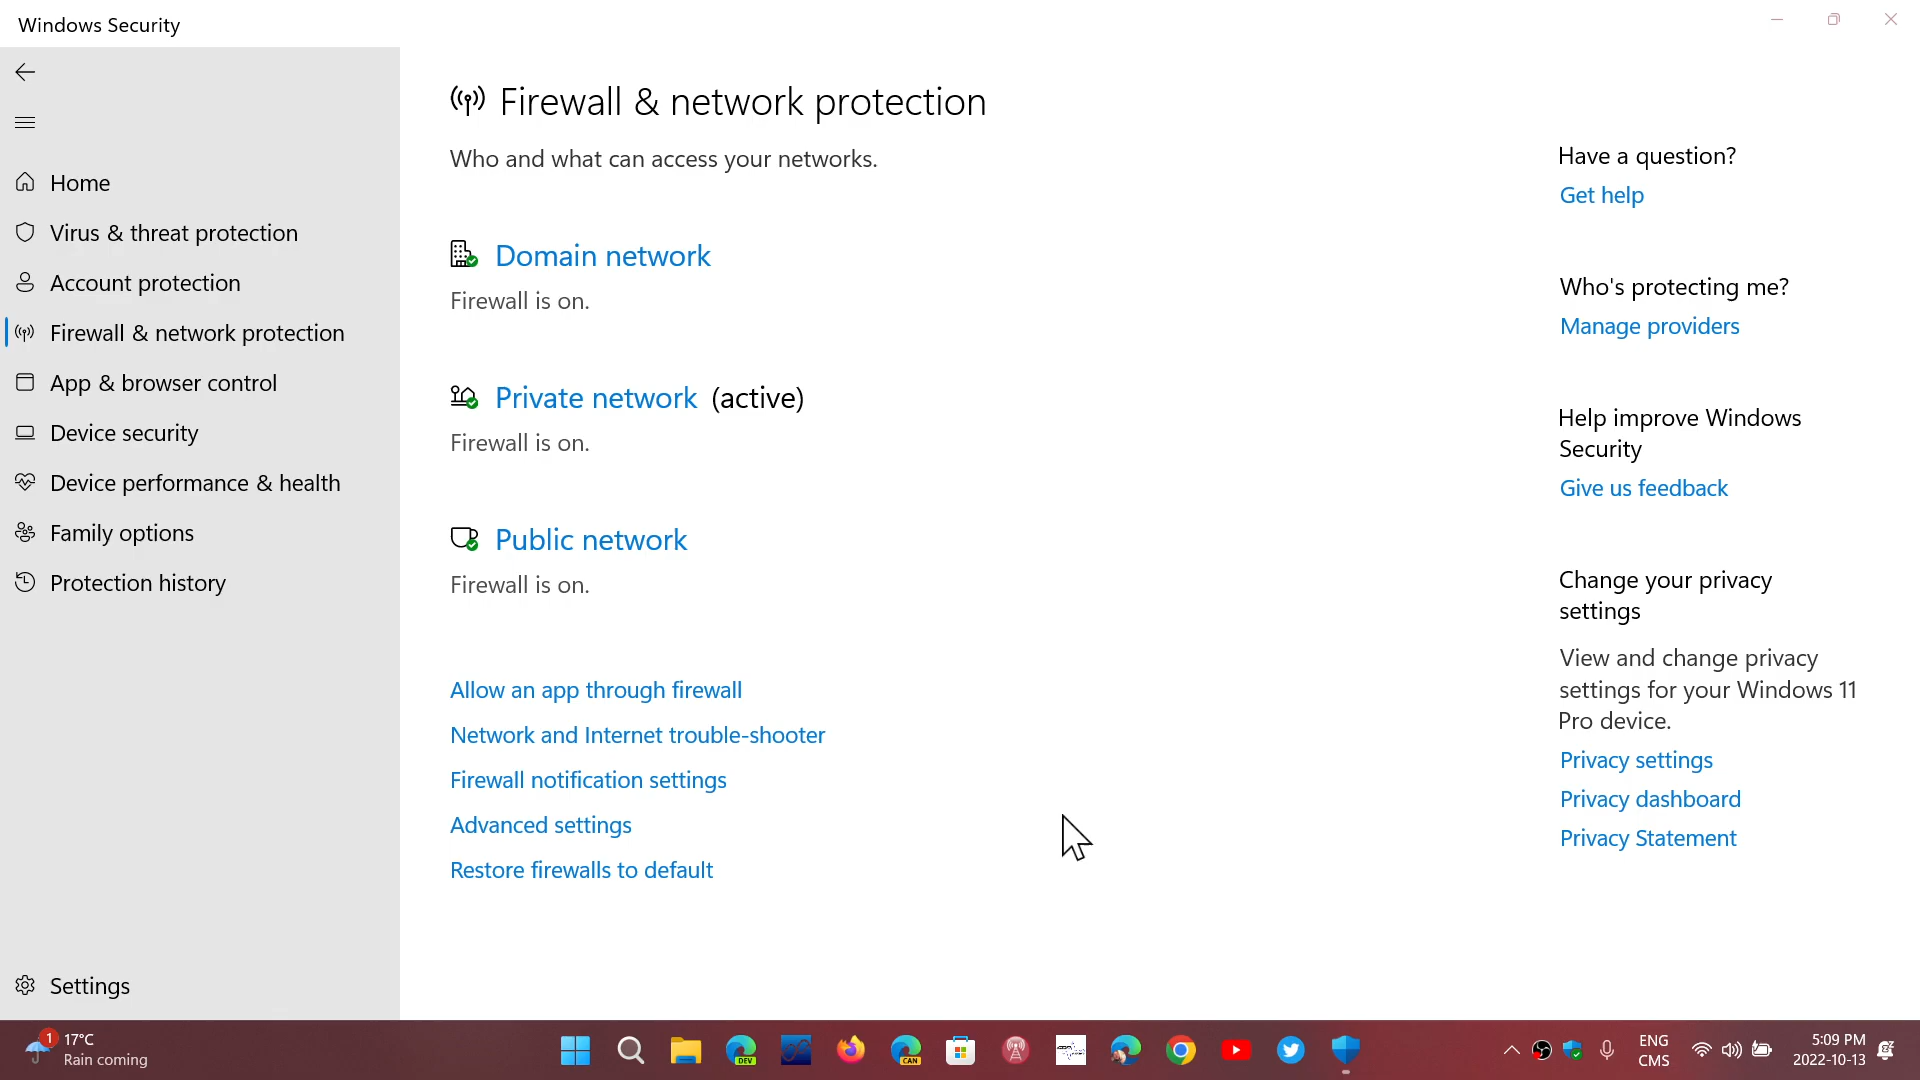 Windows Security
Home
Virus & threat protection
Account protection
Firewall & network protection
App & browser control
Device security
Device performance & health
Family options
Protection history
Settings
Firewall & network protection
Who and what can access your networks.
Domain network
Firewall is on.
Private network (active)
Firewall is on.
Public network
Firewall is on.
Allow an app through firewall
Network and Internet trouble-shooter
Firewall notification settings
Advanced settings
Restore firewalls to default
Have a question?
Get help
Who's protecting me?
Manage providers
Help improve Windows
Security
Give us feedback
Change your privacy
settings
View and change privacy
settings for your Windows 11
Pro device.
Privacy settings
Privacy dashboard
Privacy Statement
1
17°C
Rain coming
DEV
CAN
ENG
CMS
5:09 PM
2022-10-13